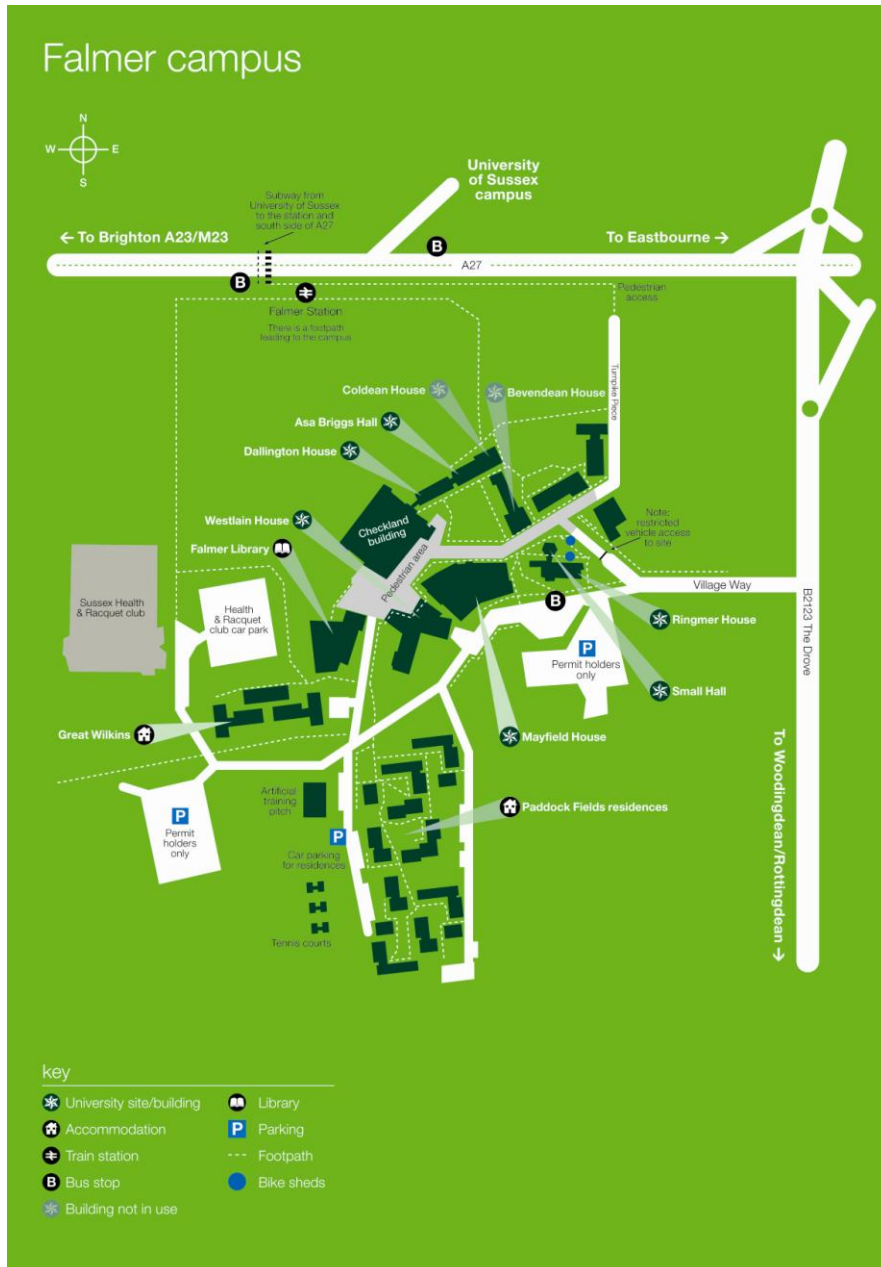 Falmer campus
N
W
E
S
University
of Sussex
campus
Subway from
University of Sussex
to the station and
south side of A27
← To Brighton A23/M23
To Eastbourne →
B
A27
B
Falmer Station
There is a footpath
leading to the campus
Pedestrian
access
Turnpike Piece
Coldean House
Bevendean House
Asa Briggs Hall
Dallington House
Westlain House
Falmer Library
Checkland
building
Pedestrian area
Note:
restricted
vehicle access
to site
Village Way
B2123 The Drove
Sussex Health
& Racquet club
Health
& Racquet
club car park
B
Ringmer House
P
Permit holders
only
Small Hall
Great Wilkins
Mayfield House
To Woodingdean/Rottingdean →
Artificial
training
pitch
Paddock Fields residences
P
Permit
holders
only
P
Car parking
for residences
Tennis courts
key
University site/building
Accommodation
Train station
B Bus stop
Building not in use
Library
P Parking
Footpath
Bike sheds